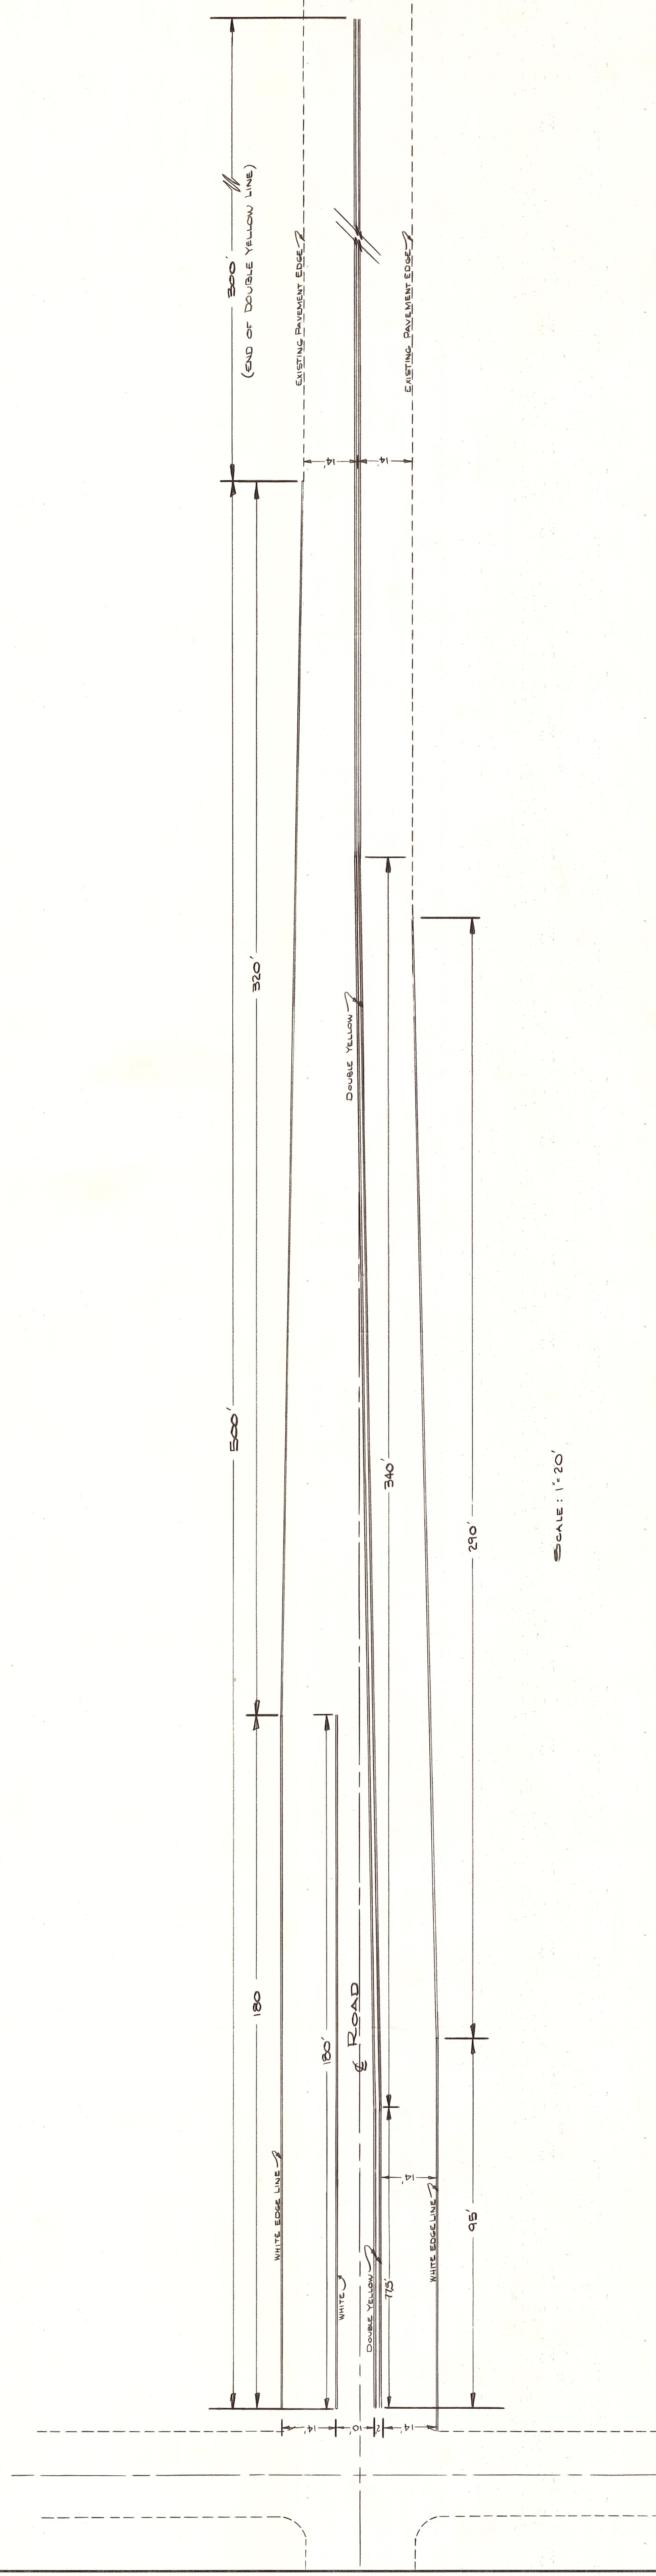 300'
(END OF DOUBLE YELLOW LINE)
EXISTING PAVEMENT EDGE
EXISTING PAVEMENT EDGE
14'
14'
320'
DOUBLE YELLOW
500'
340'
290'
SCALE: 1"=20'
180
180'
℄ ROAD
WHITE EDGE LINE
WHITE
DOUBLE YELLOW
77.5'
14'
WHITE EDGE LINE
95'
14'
10'
2'
14'